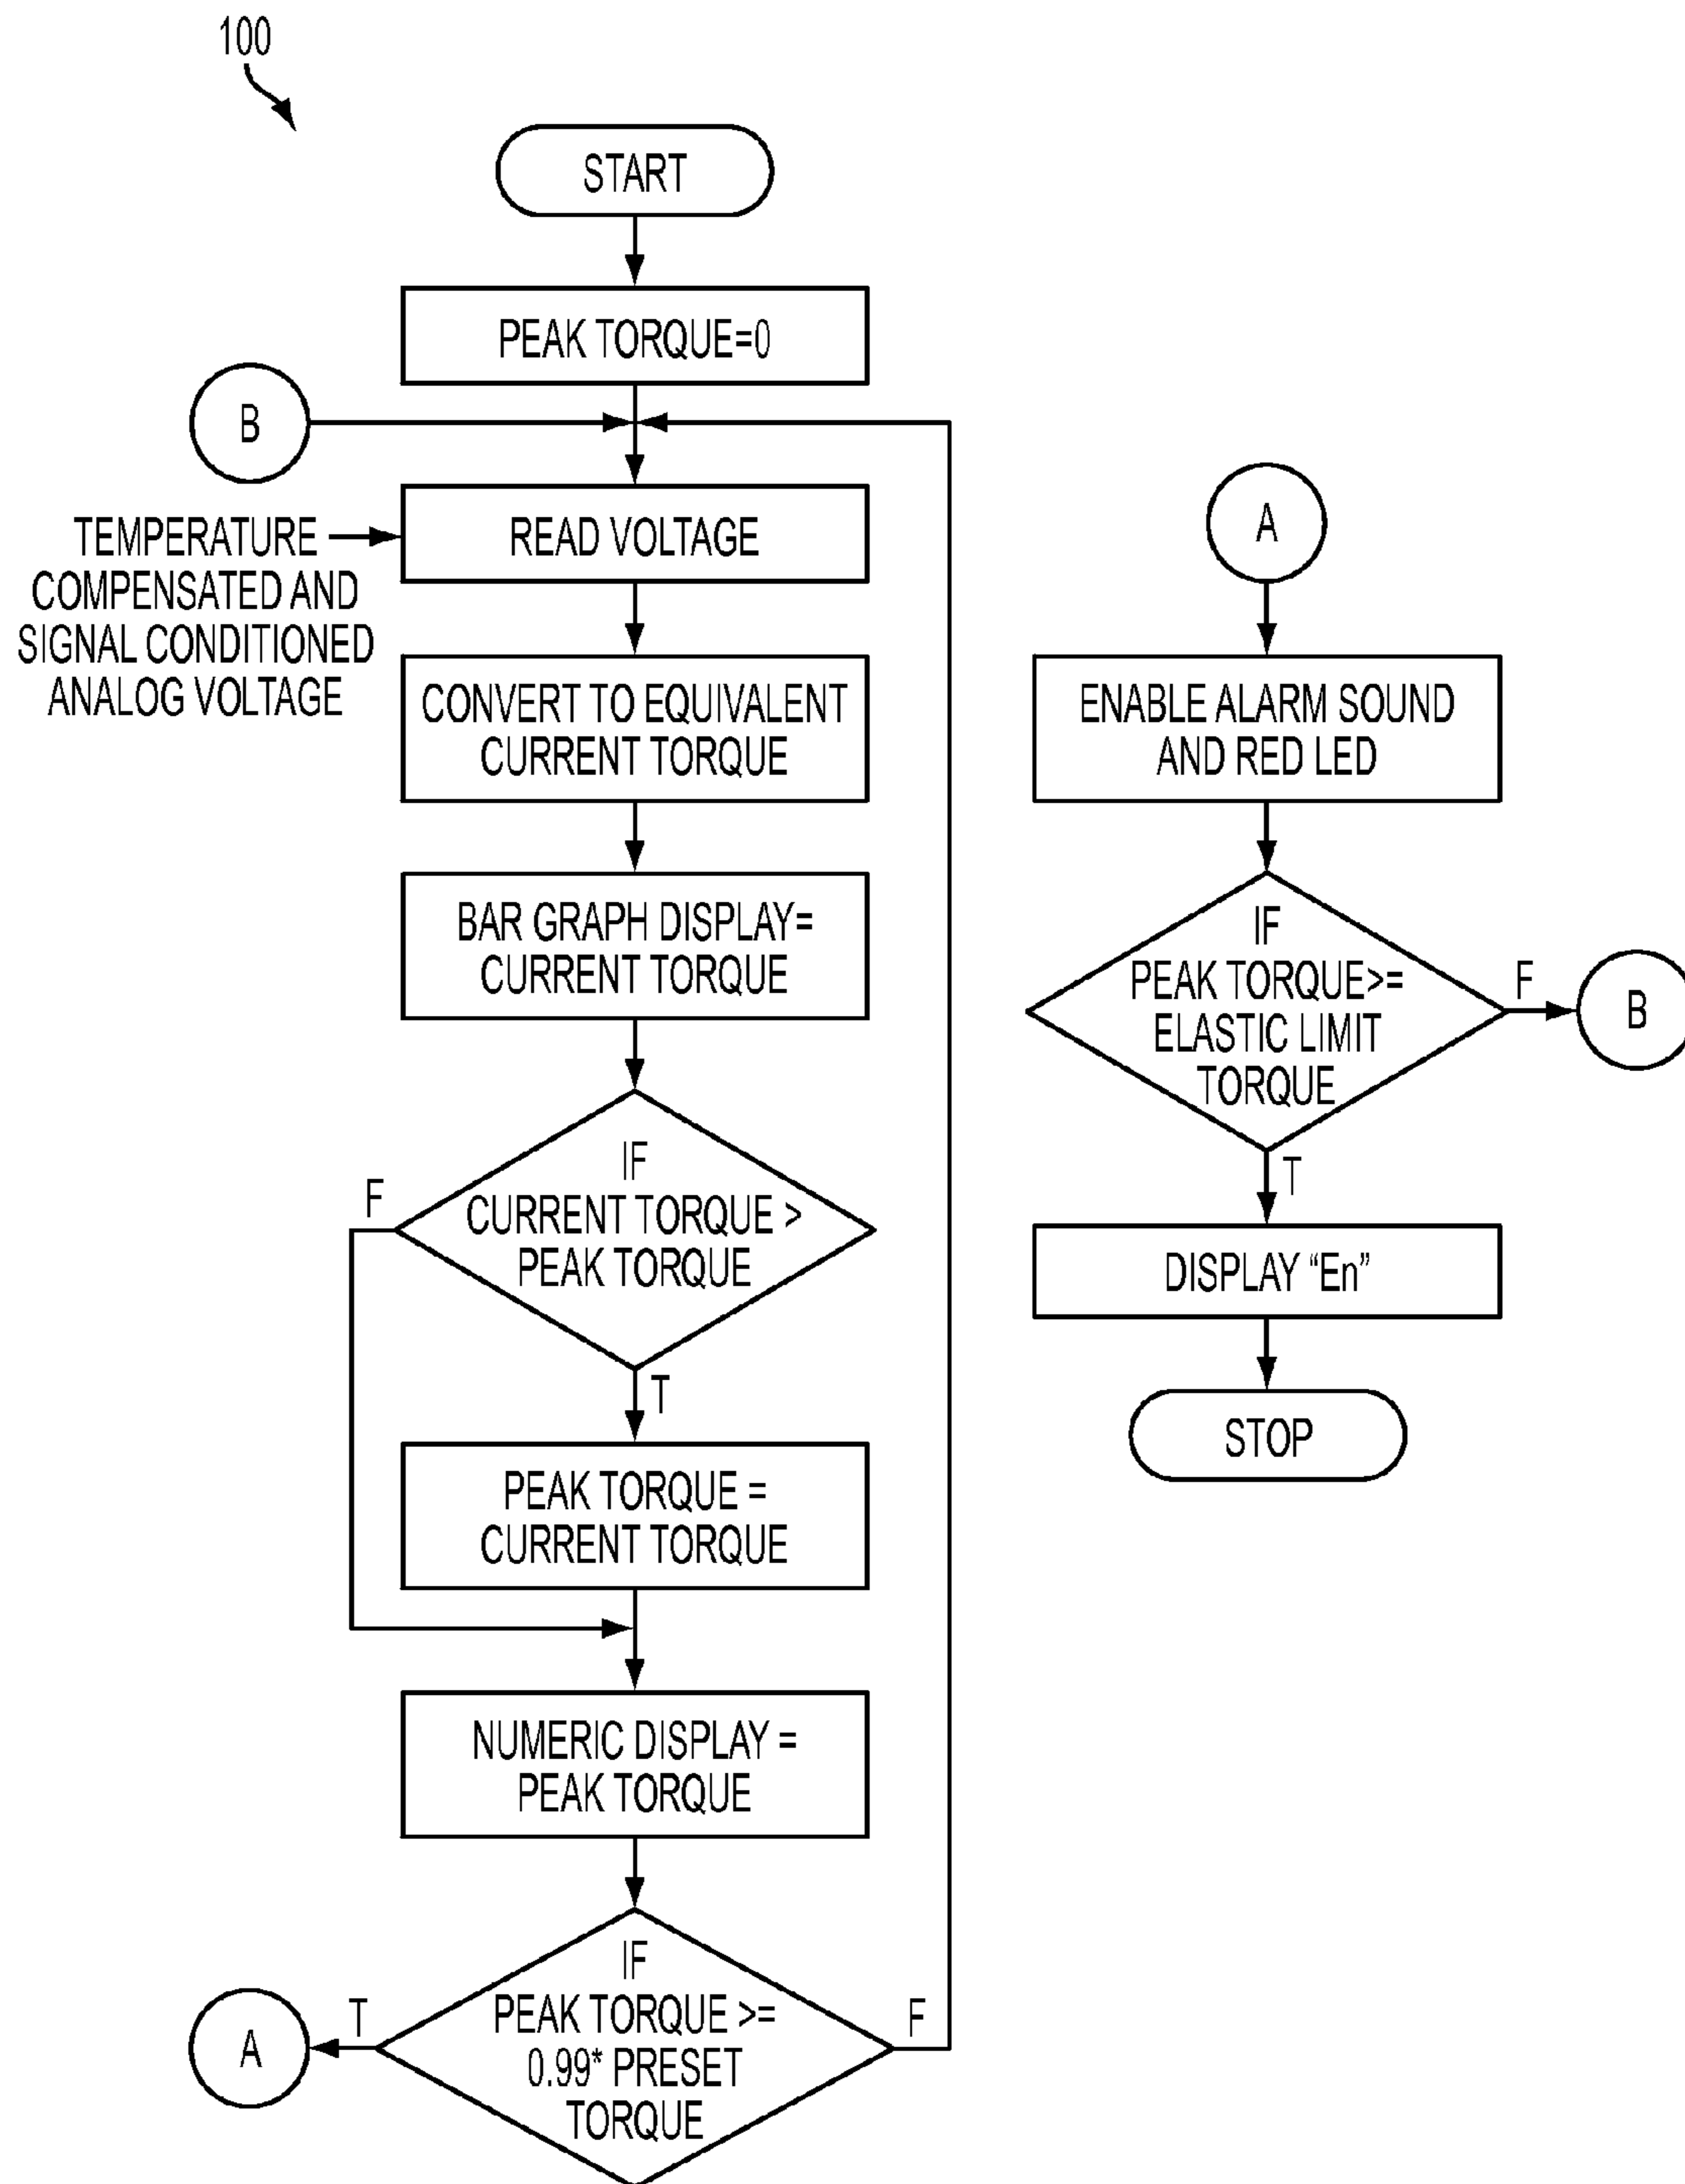 100
START
PEAK TORQUE=0
B
READ VOLTAGE
TEMPERATURE
COMPENSATED AND
SIGNAL CONDITIONED
ANALOG VOLTAGE
CONVERT TO EQUIVALENT
CURRENT TORQUE
BAR GRAPH DISPLAY=
CURRENT TORQUE
IF
CURRENT TORQUE >
PEAK TORQUE
F
T
PEAK TORQUE =
CURRENT TORQUE
NUMERIC DISPLAY =
PEAK TORQUE
IF
PEAK TORQUE >=
0.99* PRESET
TORQUE
T
F
A
A
ENABLE ALARM SOUND
AND RED LED
IF
PEAK TORQUE>=
ELASTIC LIMIT
TORQUE
F
B
T
DISPLAY “En”
STOP